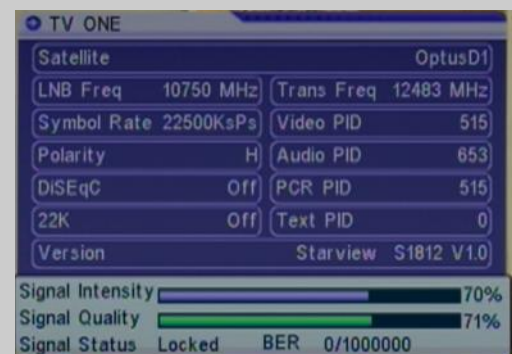 TV ONE
Satellite OptusD1
LNB Freq 10750 MHz Trans Freq 12483 MHz
Symbol Rate 22500KsPs Video PID 515
Polarity H Audio PID 653
DiSEqC Off PCR PID 515
22K Off Text PID 0
Version Starview S1812 V1.0
Signal Intensity 70%
Signal Quality 71%
Signal Status Locked BER 0/1000000